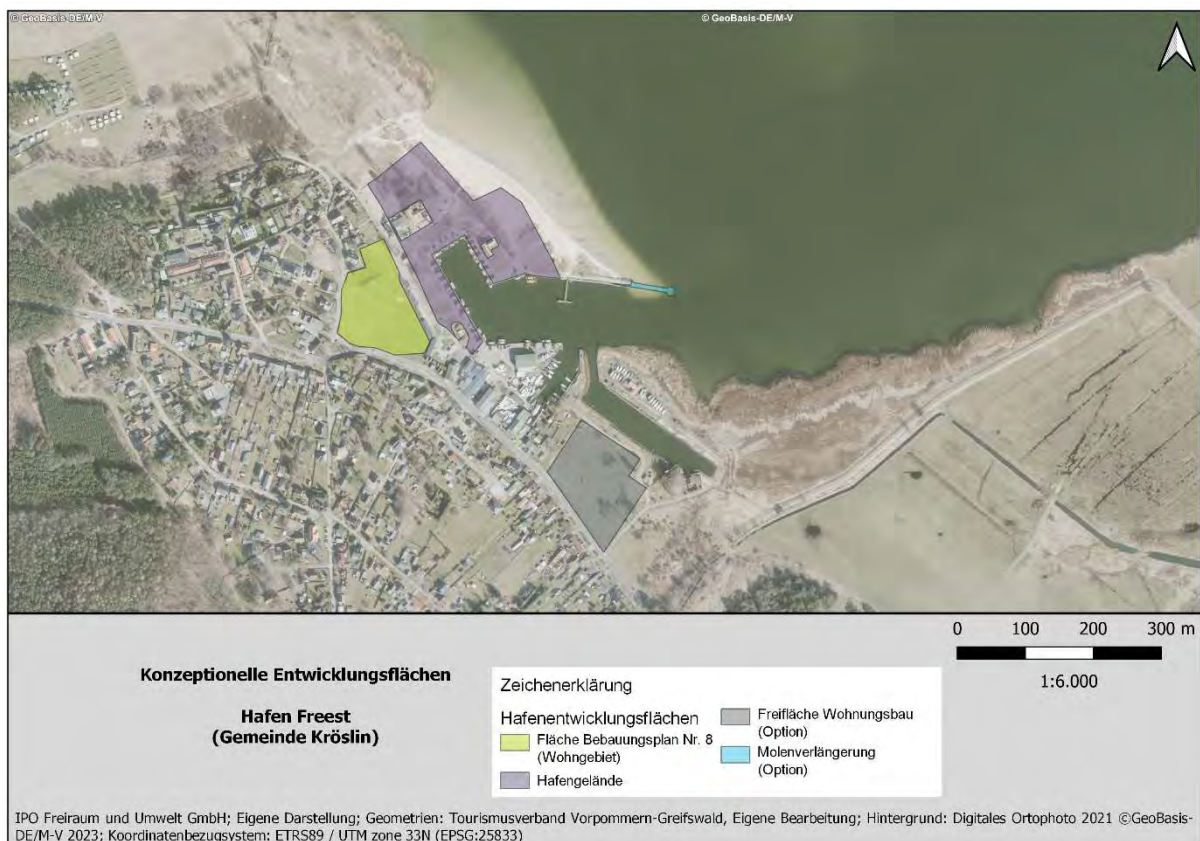 © GeoBasis-DE/M-V
© GeoBasis-DE/M-V
Konzeptionelle Entwicklungsflächen
Hafen Freest
(Gemeinde Kröslin)
Zeichenerklärung
Hafenentwicklungsflächen
Fläche Bebauungsplan Nr. 8
(Wohngebiet)
Hafengelände
Freifläche Wohnungsbau
(Option)
Molenverlängerung
(Option)
0 100 200 300 m
1:6.000
IPO Freiraum und Umwelt GmbH; Eigene Darstellung; Geometrien: Tourismusverband Vorpommern-Greifswald, Eigene Bearbeitung; Hintergrund: Digitales Ortophoto 2021 ©GeoBasis-
DE/M-V 2023; Koordinatenbezugsystem: ETRS89 / UTM zone 33N (EPSG:25833)